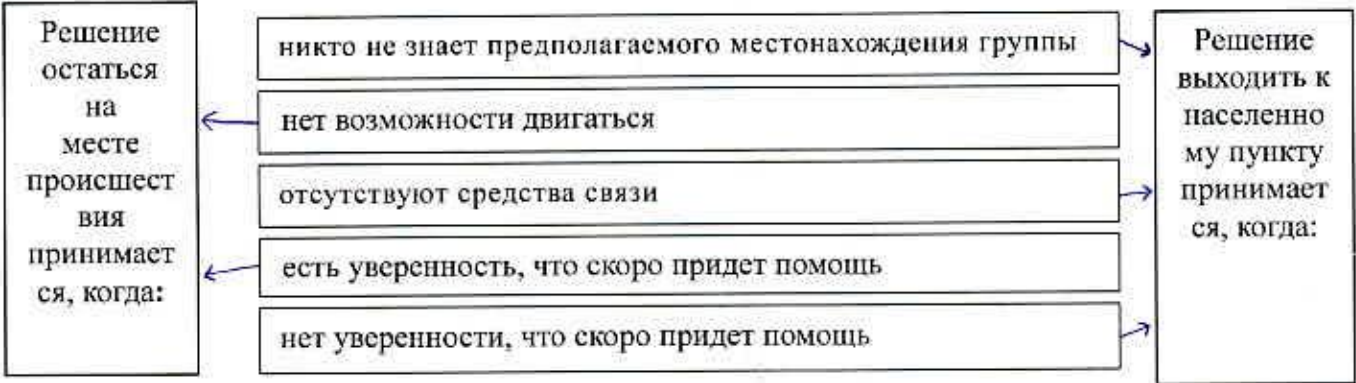 Решение
остаться
на
месте
происшест
вия
принимает
ся, когда:
никто не знает предполагаемого местонахождения группы
нет возможности двигаться
отсутствуют средства связи
есть уверенность, что скоро придет помощь
нет уверенности, что скоро придет помощь
Решение
выходить к
населенно
му пункту
принимает
ся, когда: